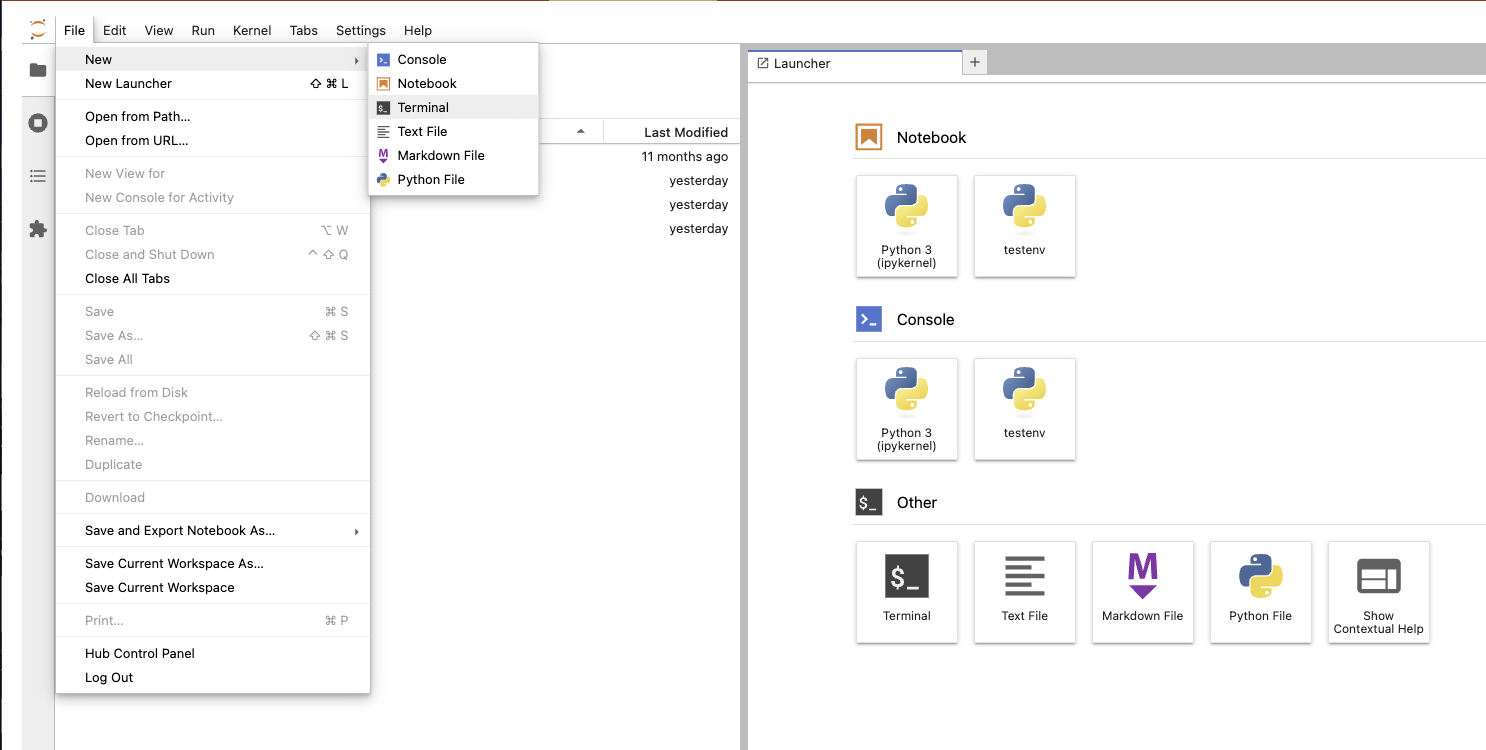 File Edit View Run Kernel Tabs Settings Help
New
New Launcher ⇧ ⌘ L
Open from Path...
Open from URL...
New View for
New Console for Activity
Close Tab ⌥ W
Close and Shut Down ^ ⇧ Q
Close All Tabs
Save ⌘ S
Save As... ⇧ ⌘ S
Save All
Reload from Disk
Revert to Checkpoint...
Rename...
Duplicate
Download
Save and Export Notebook As...
Save Current Workspace As...
Save Current Workspace
Print... ⌘ P
Hub Control Panel
Log Out
Console
Notebook
$_ Terminal
Text File
M Markdown File
Python File
Last Modified
11 months ago
yesterday
yesterday
yesterday
Launcher +
Notebook
Python 3
(ipykernel)
testenv
>_ Console
Python 3
(ipykernel)
testenv
$_ Other
$_
Terminal
Text File
M
Markdown File
Python File
Show
Contextual Help